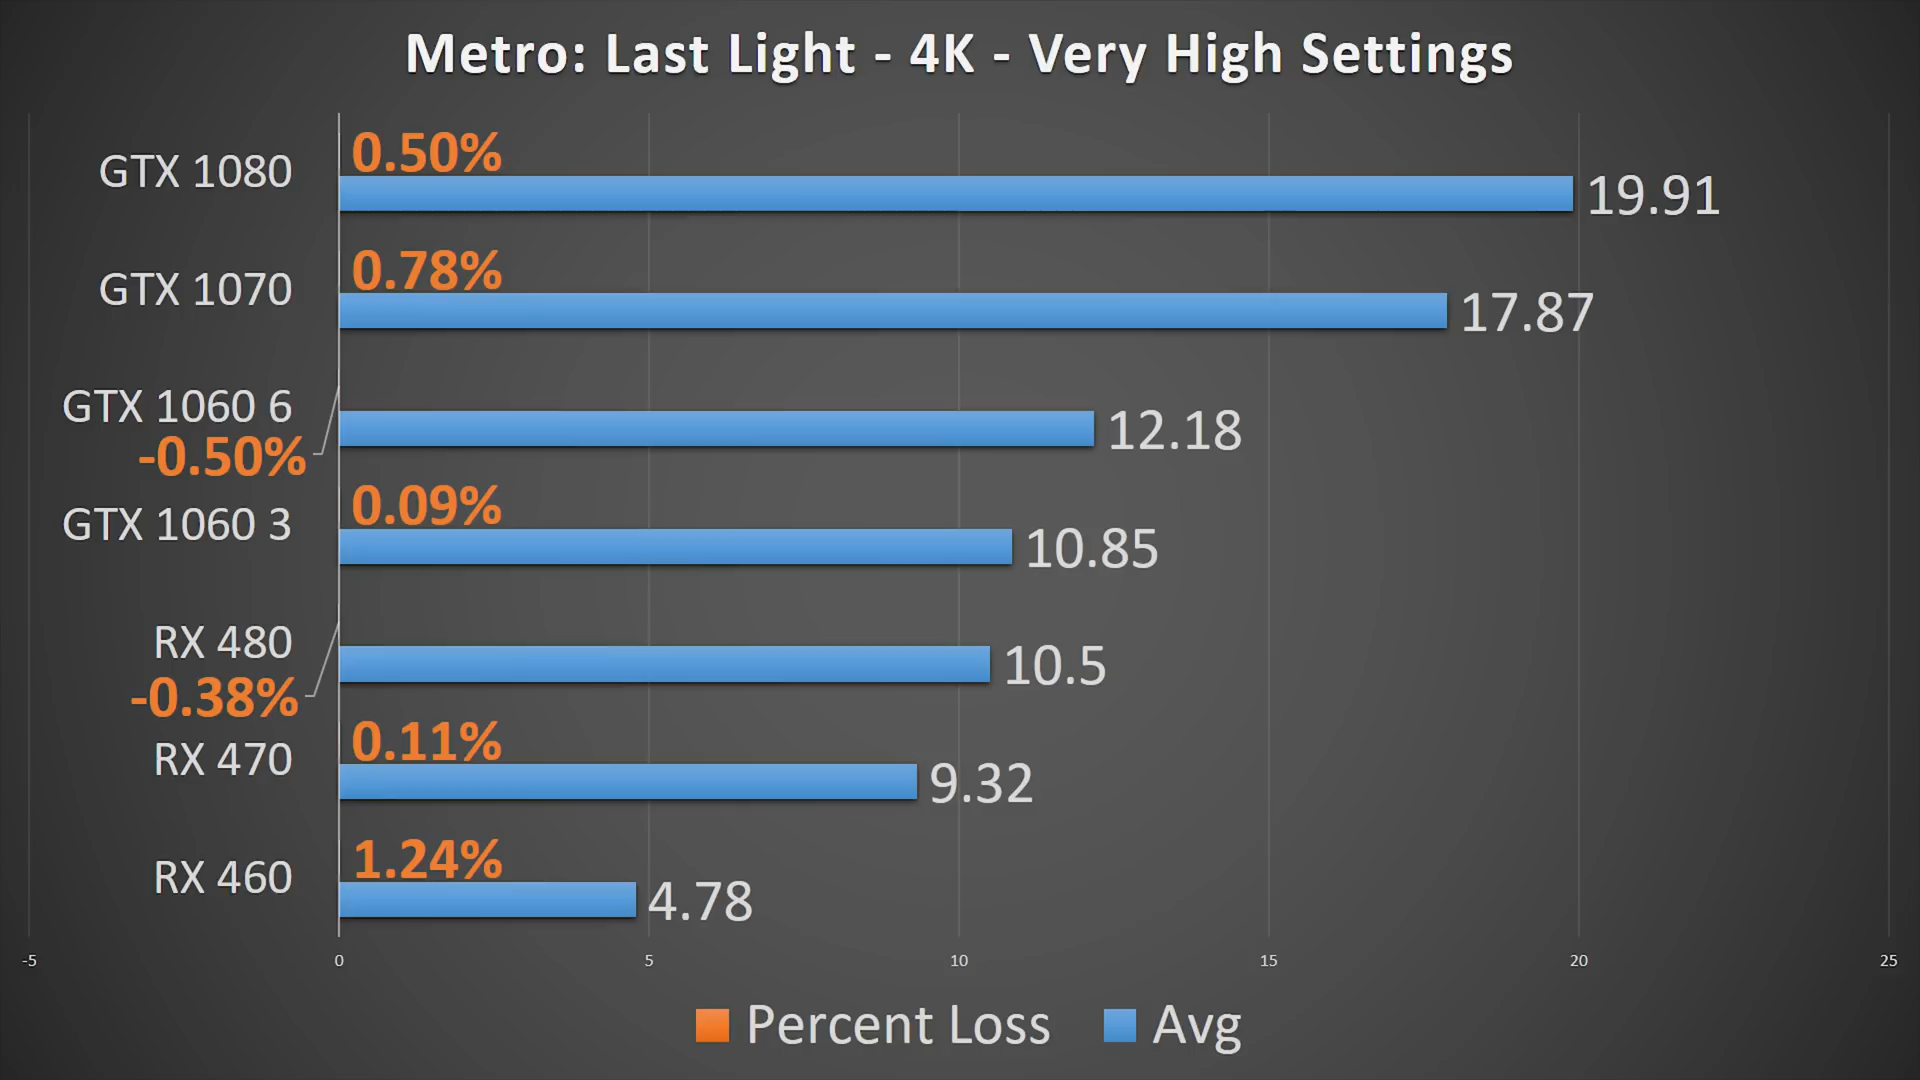 Metro: Last Light - 4K - Very High Settings
GTX 1080
0.50%
19.91
GTX 1070
0.78%
17.87
GTX 1060 6
-0.50%
12.18
GTX 1060 3
0.09%
10.85
RX 480
-0.38%
10.5
RX 470
0.11%
9.32
RX 460
1.24%
4.78
-5 0 5 10 15 20 25
Percent Loss Avg